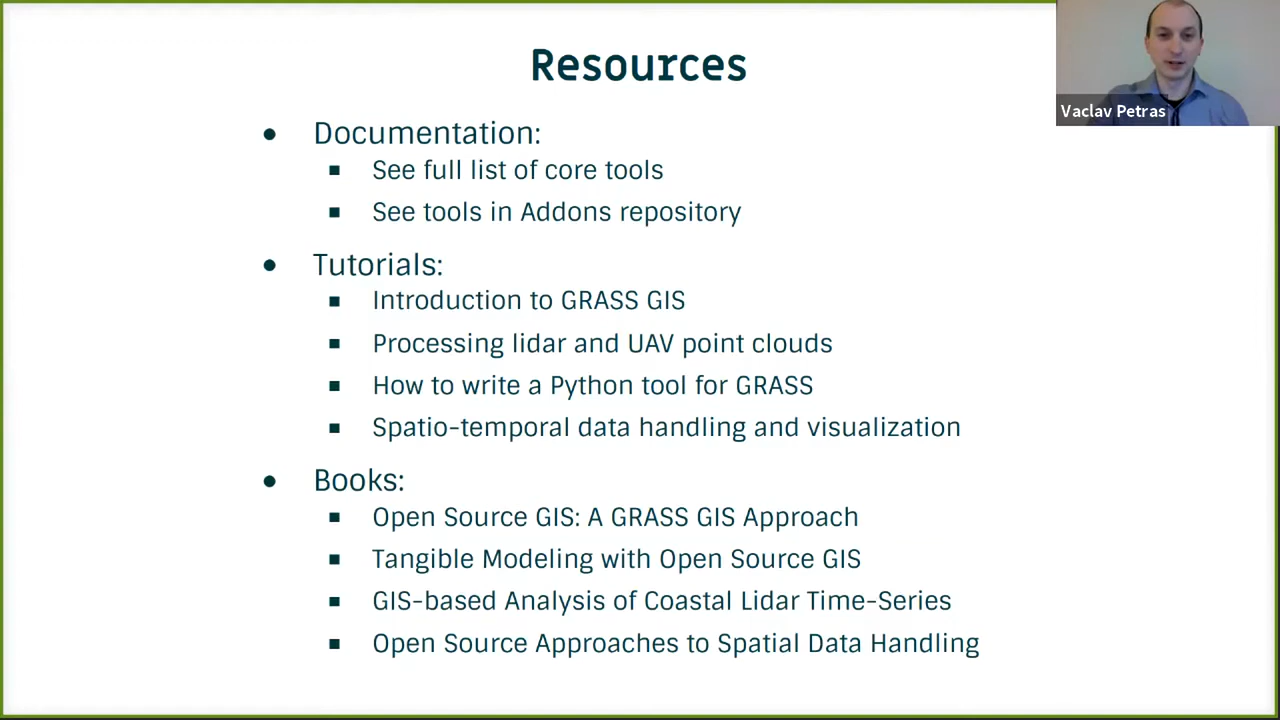 Resources
Vaclav Petras
Documentation:
See full list of core tools
See tools in Addons repository
Tutorials:
Introduction to GRASS GIS
Processing lidar and UAV point clouds
How to write a Python tool for GRASS
Spatio-temporal data handling and visualization
Books:
Open Source GIS: A GRASS GIS Approach
Tangible Modeling with Open Source GIS
GIS-based Analysis of Coastal Lidar Time-Series
Open Source Approaches to Spatial Data Handling